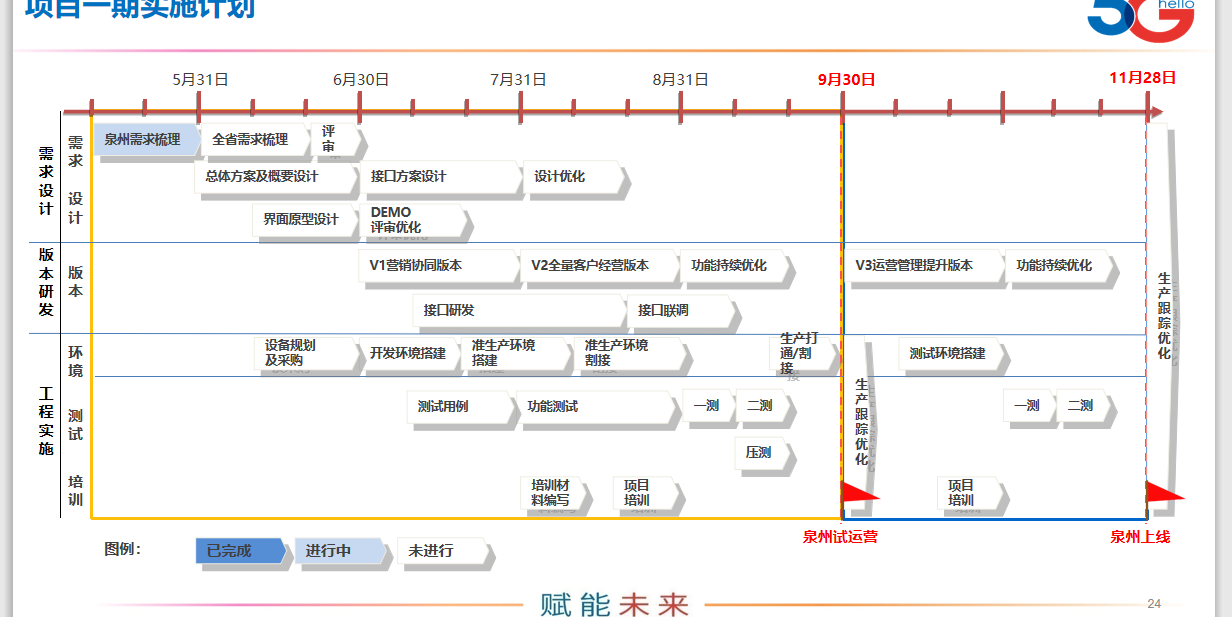 项目一期实施计划
5G
hello
5月31日
6月30日
7月31日
8月31日
9月30日
11月28日
需求设计
需求
设计
泉州需求梳理
全省需求梳理
评
审
总体方案及概要设计
接口方案设计
设计优化
界面原型设计
DEMO
评审优化
版本研发
版本
V1营销协同版本
V2全量客户经营版本
功能持续优化
V3运营管理提升版本
功能持续优化
接口研发
接口联调
工程实施
环境
设备规划
及采购
开发环境搭建
准生产环境
搭建
准生产环境
割接
生产打
通/割
接
测试环境搭建
生产跟踪优化
生产跟踪优化
测试
测试用例
功能测试
一测
二测
一测
二测
压测
培训
培训材
料编写
项目
培训
项目
培训
泉州试运营
泉州上线
图例：
已完成
进行中
未进行
赋能未来
24